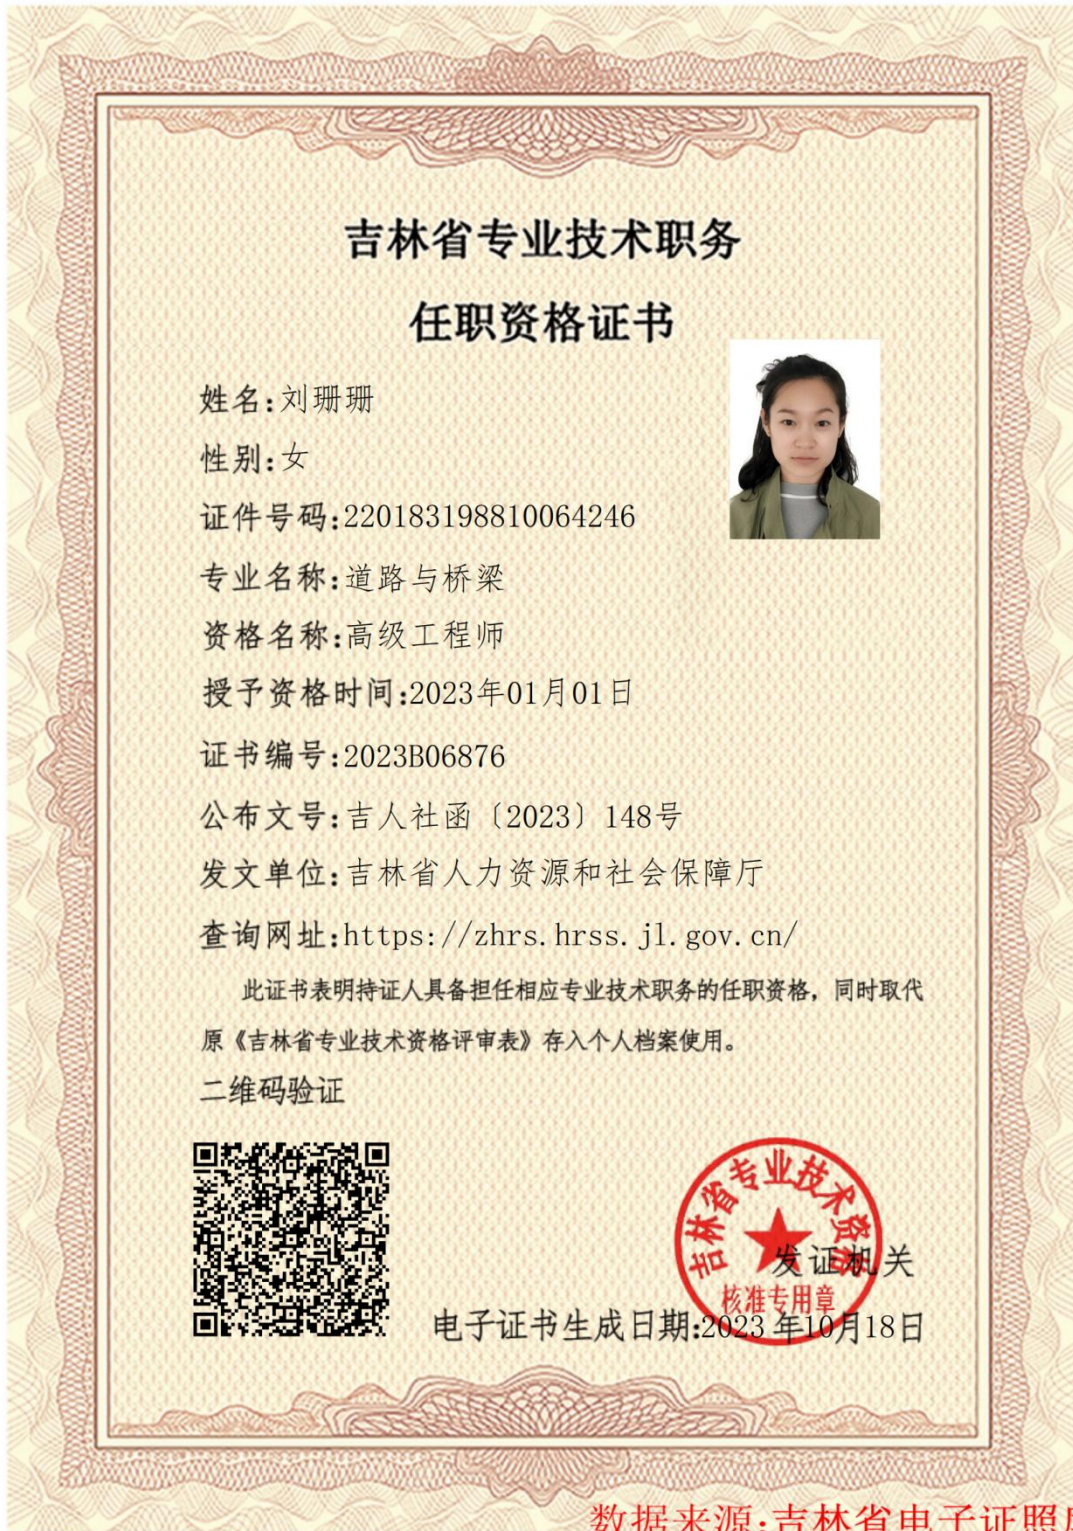 吉林省专业技术职务
任职资格证书
姓名:刘珊珊
性别:女
证件号码:220183198810064246
专业名称:道路与桥梁
资格名称:高级工程师
授予资格时间:2023年01月01日
证书编号:2023B06876
公布文号:吉人社函〔2023〕148号
发文单位:吉林省人力资源和社会保障厅
查询网址:https://zhrs.hrss.jl.gov.cn/
此证书表明持证人具备担任相应专业技术职务的任职资格，同时取代
原《吉林省专业技术资格评审表》存入个人档案使用。
二维码验证
吉林省专业技术资格
核准专用章
发证机关
电子证书生成日期:2023年10月18日
数据来源:吉林省电子证照